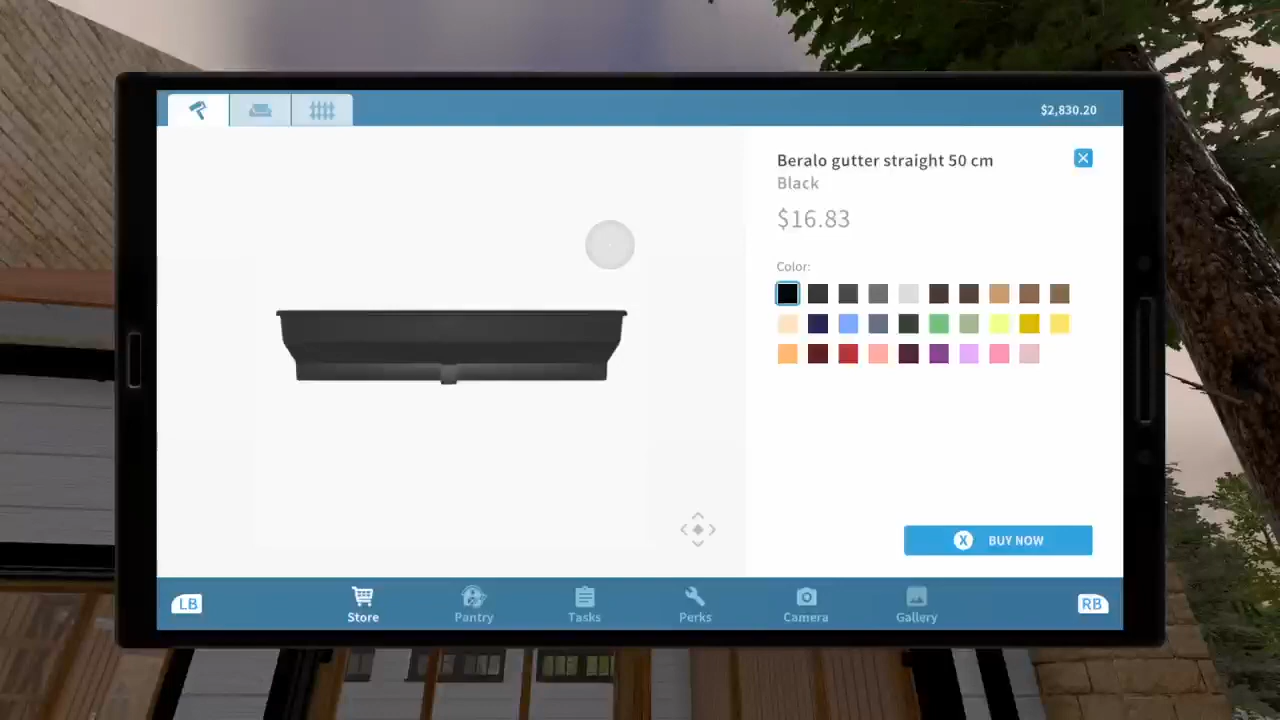 $2,830.20
Beralo gutter straight 50 cm
Black
$16.83
Color:
X BUY NOW
LB
Store
Pantry
Tasks
Perks
Camera
Gallery
RB